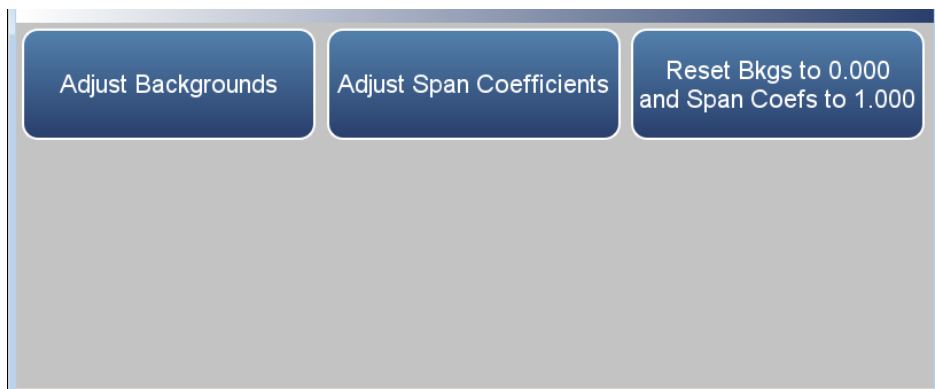 Adjust Backgrounds
Adjust Span Coefficients
Reset Bkgs to 0.000
and Span Coefs to 1.000